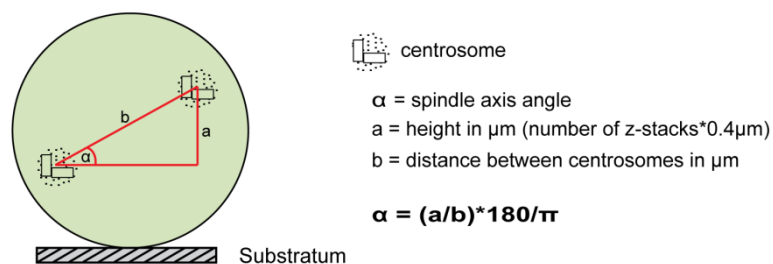 centrosome
α = spindle axis angle
a = height in µm (number of z-stacks*0.4µm)
b = distance between centrosomes in µm
α = (a/b)*180/π
b
a
α
Substratum